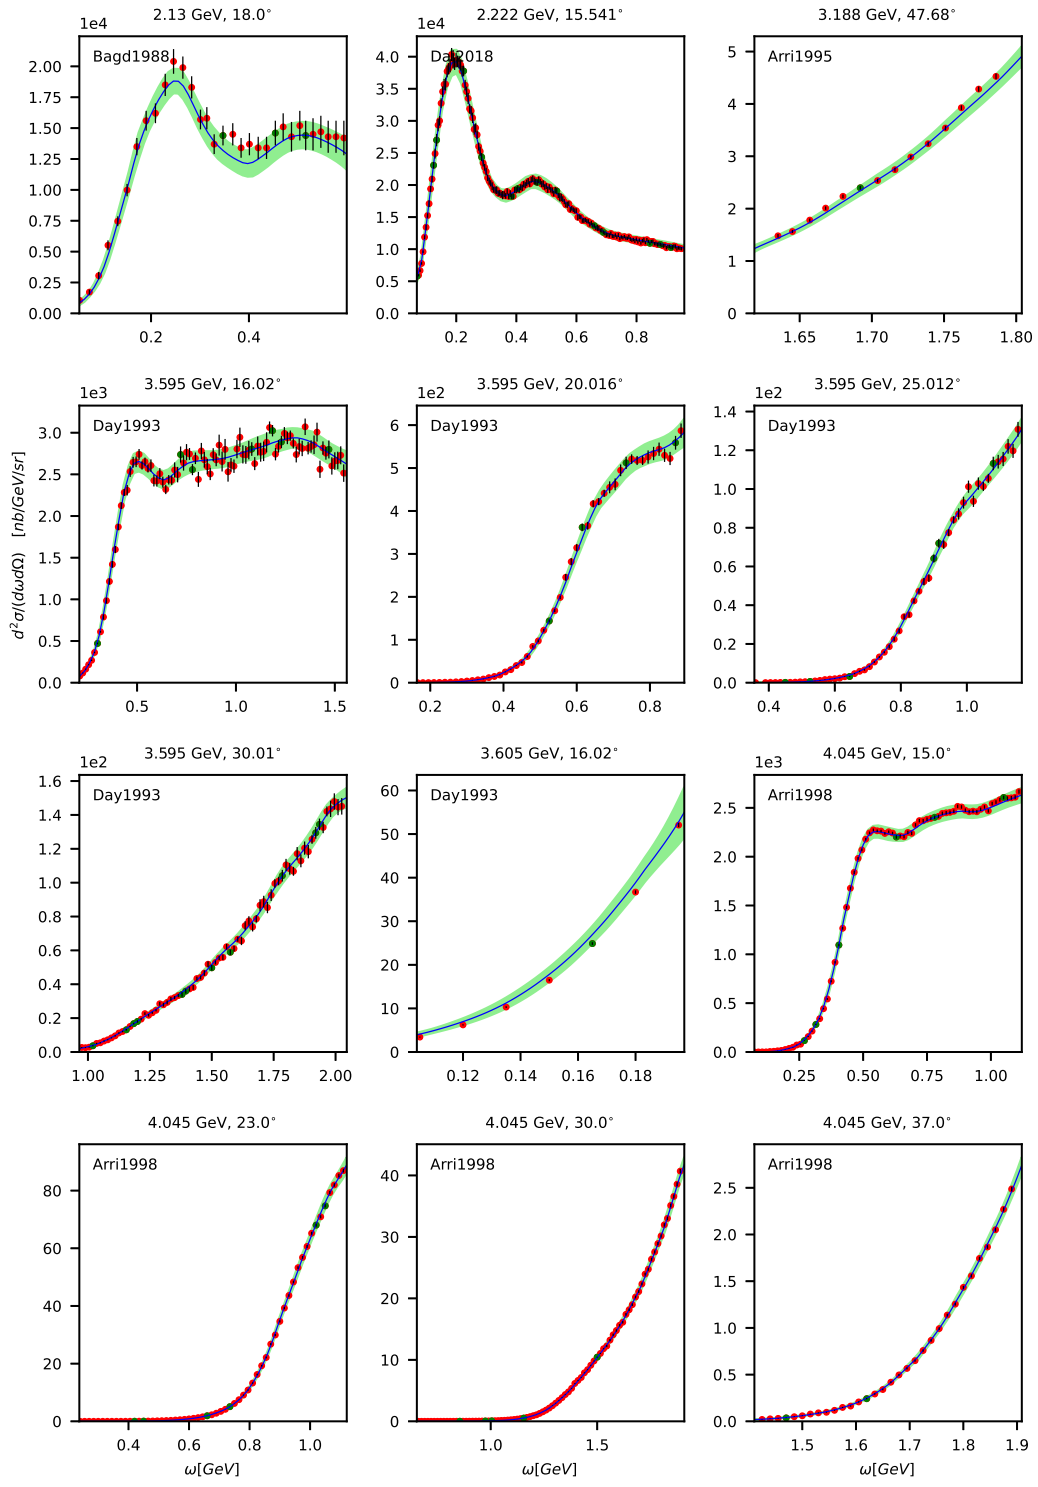 2.13 GeV, 18.0°
1e4
Bagd1988
2.00
1.75
1.50
1.25
1.00
0.75
0.50
0.25
0.00
0.2 0.4
2.222 GeV, 15.541°
1e4
Dai2018
4.0
3.5
3.0
2.5
2.0
1.5
1.0
0.5
0.0
0.2 0.4 0.6 0.8
3.188 GeV, 47.68°
Arri1995
5
4
3
2
1
0
1.65 1.70 1.75 1.80
3.595 GeV, 16.02°
1e3
Day1993
3.0
2.5
2.0
1.5
1.0
0.5
0.0
0.5 1.0 1.5
d²σ/(dωdΩ) [nb/GeV/sr]
3.595 GeV, 20.016°
1e2
Day1993
6
5
4
3
2
1
0
0.2 0.4 0.6 0.8
3.595 GeV, 25.012°
1e2
Day1993
1.4
1.2
1.0
0.8
0.6
0.4
0.2
0.0
0.4 0.6 0.8 1.0
3.595 GeV, 30.01°
1e2
Day1993
1.6
1.4
1.2
1.0
0.8
0.6
0.4
0.2
0.0
1.00 1.25 1.50 1.75 2.00
3.605 GeV, 16.02°
Day1993
60
50
40
30
20
10
0
0.12 0.14 0.16 0.18
4.045 GeV, 15.0°
1e3
Arri1998
2.5
2.0
1.5
1.0
0.5
0.0
0.25 0.50 0.75 1.00
4.045 GeV, 23.0°
Arri1998
80
60
40
20
0
0.4 0.6 0.8 1.0
ω[GeV]
4.045 GeV, 30.0°
Arri1998
40
30
20
10
0
1.0 1.5
ω[GeV]
4.045 GeV, 37.0°
Arri1998
2.5
2.0
1.5
1.0
0.5
0.0
1.5 1.6 1.7 1.8 1.9
ω[GeV]